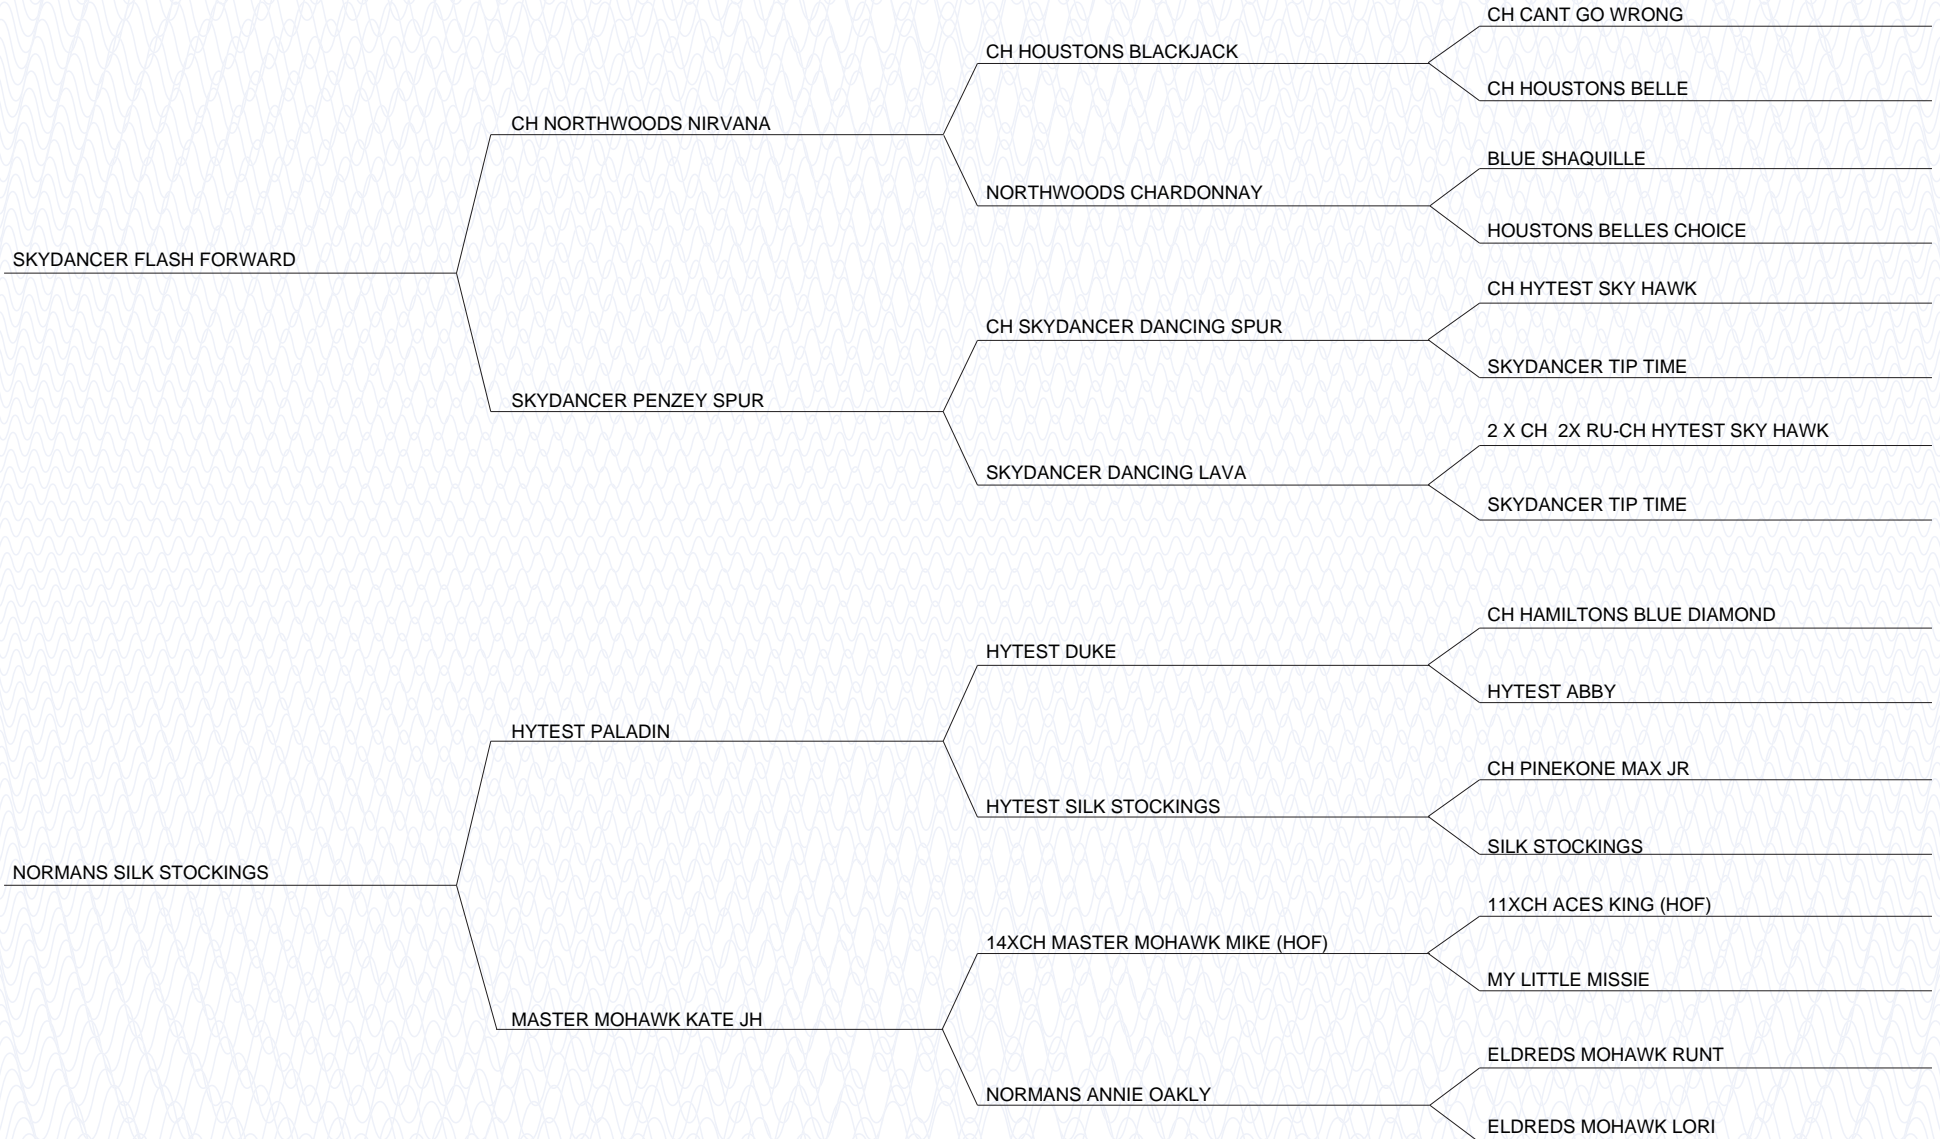 CH CANT GO WRONG
CH HOUSTONS BLACKJACK
CH HOUSTONS BELLE
CH NORTHWOODS NIRVANA
BLUE SHAQUILLE
NORTHWOODS CHARDONNAY
HOUSTONS BELLES CHOICE
SKYDANCER FLASH FORWARD
CH HYTEST SKY HAWK
CH SKYDANCER DANCING SPUR
SKYDANCER TIP TIME
SKYDANCER PENZEY SPUR
2 X CH  2X RU-CH HYTEST SKY HAWK
SKYDANCER DANCING LAVA
SKYDANCER TIP TIME
CH HAMILTONS BLUE DIAMOND
HYTEST DUKE
HYTEST ABBY
HYTEST PALADIN
CH PINEKONE MAX JR
HYTEST SILK STOCKINGS
SILK STOCKINGS
NORMANS SILK STOCKINGS
11XCH ACES KING (HOF)
14XCH MASTER MOHAWK MIKE (HOF)
MY LITTLE MISSIE
MASTER MOHAWK KATE JH
ELDREDS MOHAWK RUNT
NORMANS ANNIE OAKLY
ELDREDS MOHAWK LORI